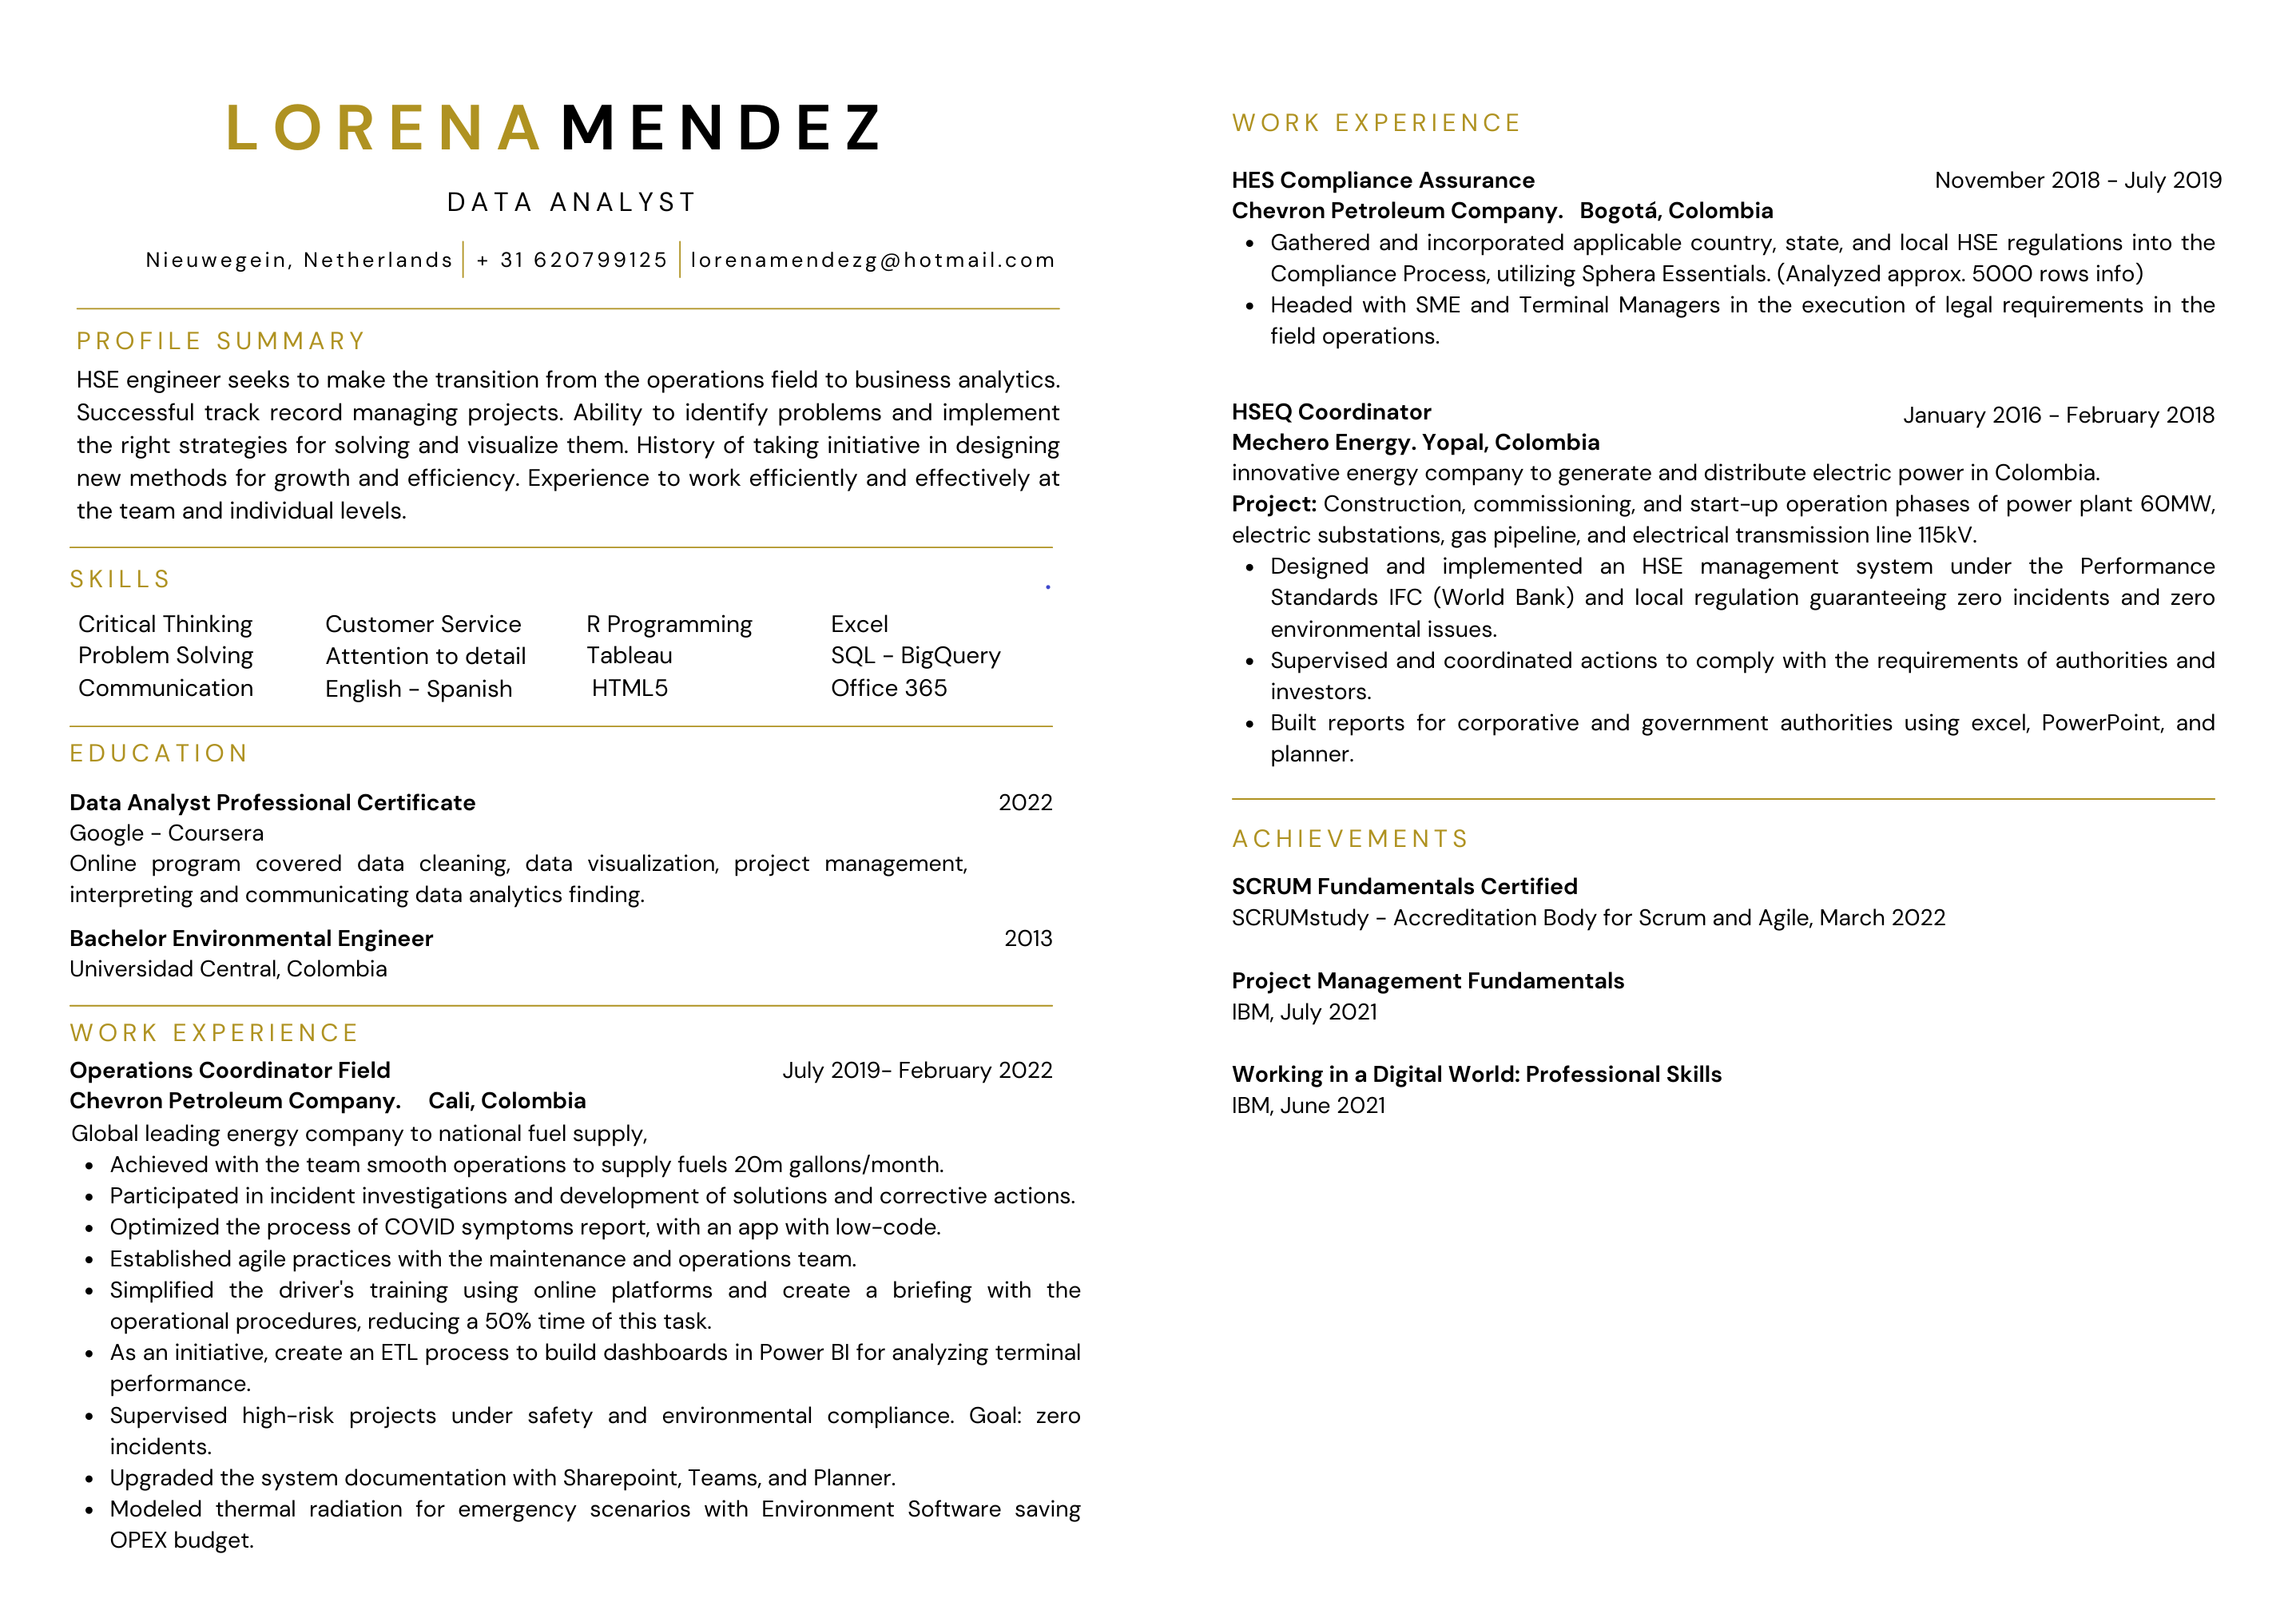 LORENA MENDEZ
DATA ANALYST
Nieuwegein, Netherlands | + 31 620799125 | lorenamendezg@hotmail.com
PROFILE SUMMARY
HSE engineer seeks to make the transition from the operations field to business analytics.
Successful track record managing projects. Ability to identify problems and implement
the right strategies for solving and visualize them. History of taking initiative in designing
new methods for growth and efficiency. Experience to work efficiently and effectively at
the team and individual levels.
SKILLS
Critical Thinking Customer Service R Programming Excel
Problem Solving Attention to detail Tableau SQL - BigQuery
Communication English - Spanish HTML5 Office 365
EDUCATION
Data Analyst Professional Certificate 2022
Google - Coursera
Online program covered data cleaning, data visualization, project management,
interpreting and communicating data analytics finding.
Bachelor Environmental Engineer 2013
Universidad Central, Colombia
WORK EXPERIENCE
Operations Coordinator Field July 2019- February 2022
Chevron Petroleum Company. Cali, Colombia
Global leading energy company to national fuel supply,
• Achieved with the team smooth operations to supply fuels 20m gallons/month.
• Participated in incident investigations and development of solutions and corrective actions.
• Optimized the process of COVID symptoms report, with an app with low-code.
• Established agile practices with the maintenance and operations team.
• Simplified the driver's training using online platforms and create a briefing with the
operational procedures, reducing a 50% time of this task.
• As an initiative, create an ETL process to build dashboards in Power BI for analyzing terminal
performance.
• Supervised high-risk projects under safety and environmental compliance. Goal: zero
incidents.
• Upgraded the system documentation with Sharepoint, Teams, and Planner.
• Modeled thermal radiation for emergency scenarios with Environment Software saving
OPEX budget.
WORK EXPERIENCE
HES Compliance Assurance November 2018 - July 2019
Chevron Petroleum Company. Bogotá, Colombia
• Gathered and incorporated applicable country, state, and local HSE regulations into the
Compliance Process, utilizing Sphera Essentials. (Analyzed approx. 5000 rows info)
• Headed with SME and Terminal Managers in the execution of legal requirements in the
field operations.
HSEQ Coordinator January 2016 - February 2018
Mechero Energy. Yopal, Colombia
innovative energy company to generate and distribute electric power in Colombia.
Project: Construction, commissioning, and start-up operation phases of power plant 60MW,
electric substations, gas pipeline, and electrical transmission line 115kV.
• Designed and implemented an HSE management system under the Performance
Standards IFC (World Bank) and local regulation guaranteeing zero incidents and zero
environmental issues.
• Supervised and coordinated actions to comply with the requirements of authorities and
investors.
• Built reports for corporative and government authorities using excel, PowerPoint, and
planner.
ACHIEVEMENTS
SCRUM Fundamentals Certified
SCRUMstudy - Accreditation Body for Scrum and Agile, March 2022
Project Management Fundamentals
IBM, July 2021
Working in a Digital World: Professional Skills
IBM, June 2021